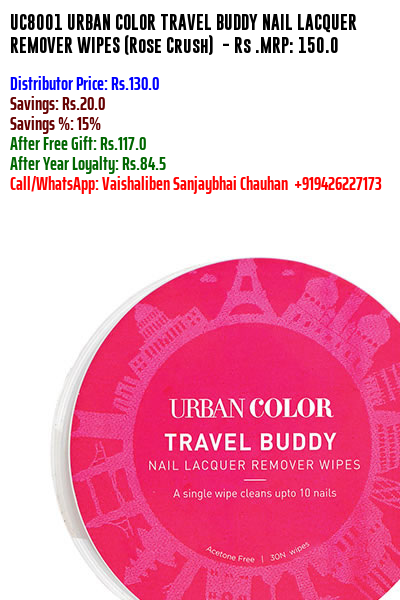 UC8001 URBAN COLOR TRAVEL BUDDY NAIL LACQUER
REMOVER WIPES (ROSE CRUSH) - RS .MRP: 150.0
Distributor Price: Rs.130.0
Savings: Rs.20.0
Savings %: 15%
After Free Gift: Rs.117.0
After Year Loyalty: Rs.84.5
Call/WhatsApp: Vaishaliben Sanjaybhai Chauhan +919426227173
URBAN COLOR
TRAVEL BUDDY
NAIL LACQUER REMOVER WIPES
A single wipe cleans upto 10 nails
Acetone Free | 30N wipes